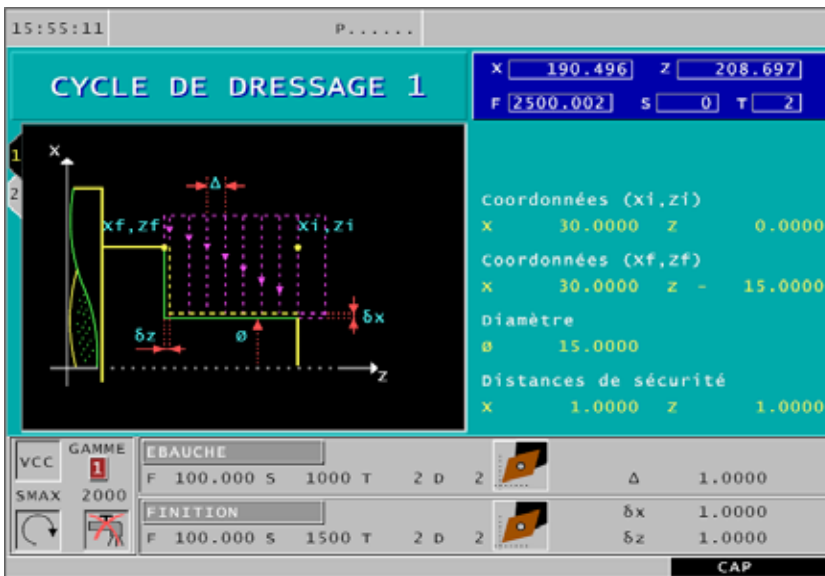 15:55:11 P......
CYCLE DE DRESSAGE 1
X 190.496 Z 208.697
F 2500.002 S 0 T 2
1
2
X
Δ
xf,zf xi,zi
δx
δz ø
Z
Coordonnées (xi,zi)
X 30.0000 Z 0.0000
Coordonnées (xf,zf)
X 30.0000 Z - 15.0000
Diamètre
ø 15.0000
Distances de sécurité
X 1.0000 Z 1.0000
VCC GAMME
1
SMAX 2000
EBAUCHE
F 100.000 S 1000 T 2 D 2 Δ 1.0000
FINITION
F 100.000 S 1500 T 2 D 2
δx 1.0000
δz 1.0000
CAP